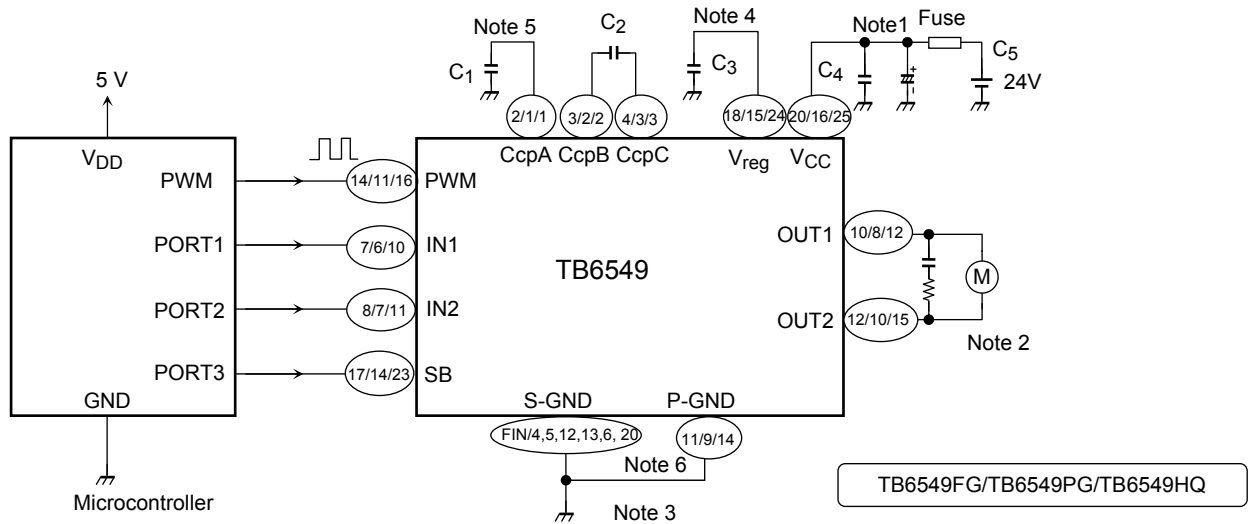 Note 5
C2
Note 4
Note1
Fuse
C1
C3
C4
C5
24V
+
-
5 V
2/1/1
3/2/2
4/3/3
18/15/24
20/16/25
VDD
CcpA
CcpB
CcpC
Vreg
VCC
PWM
14/11/16
PWM
PORT1
7/6/10
IN1
OUT1
10/8/12
TB6549
M
PORT2
8/7/11
IN2
OUT2
12/10/15
Note 2
PORT3
17/14/23
SB
GND
S-GND
P-GND
FIN/4,5,12,13,6, 20
11/9/14
Note 6
Microcontroller
Note 3
TB6549FG/TB6549PG/TB6549HQ